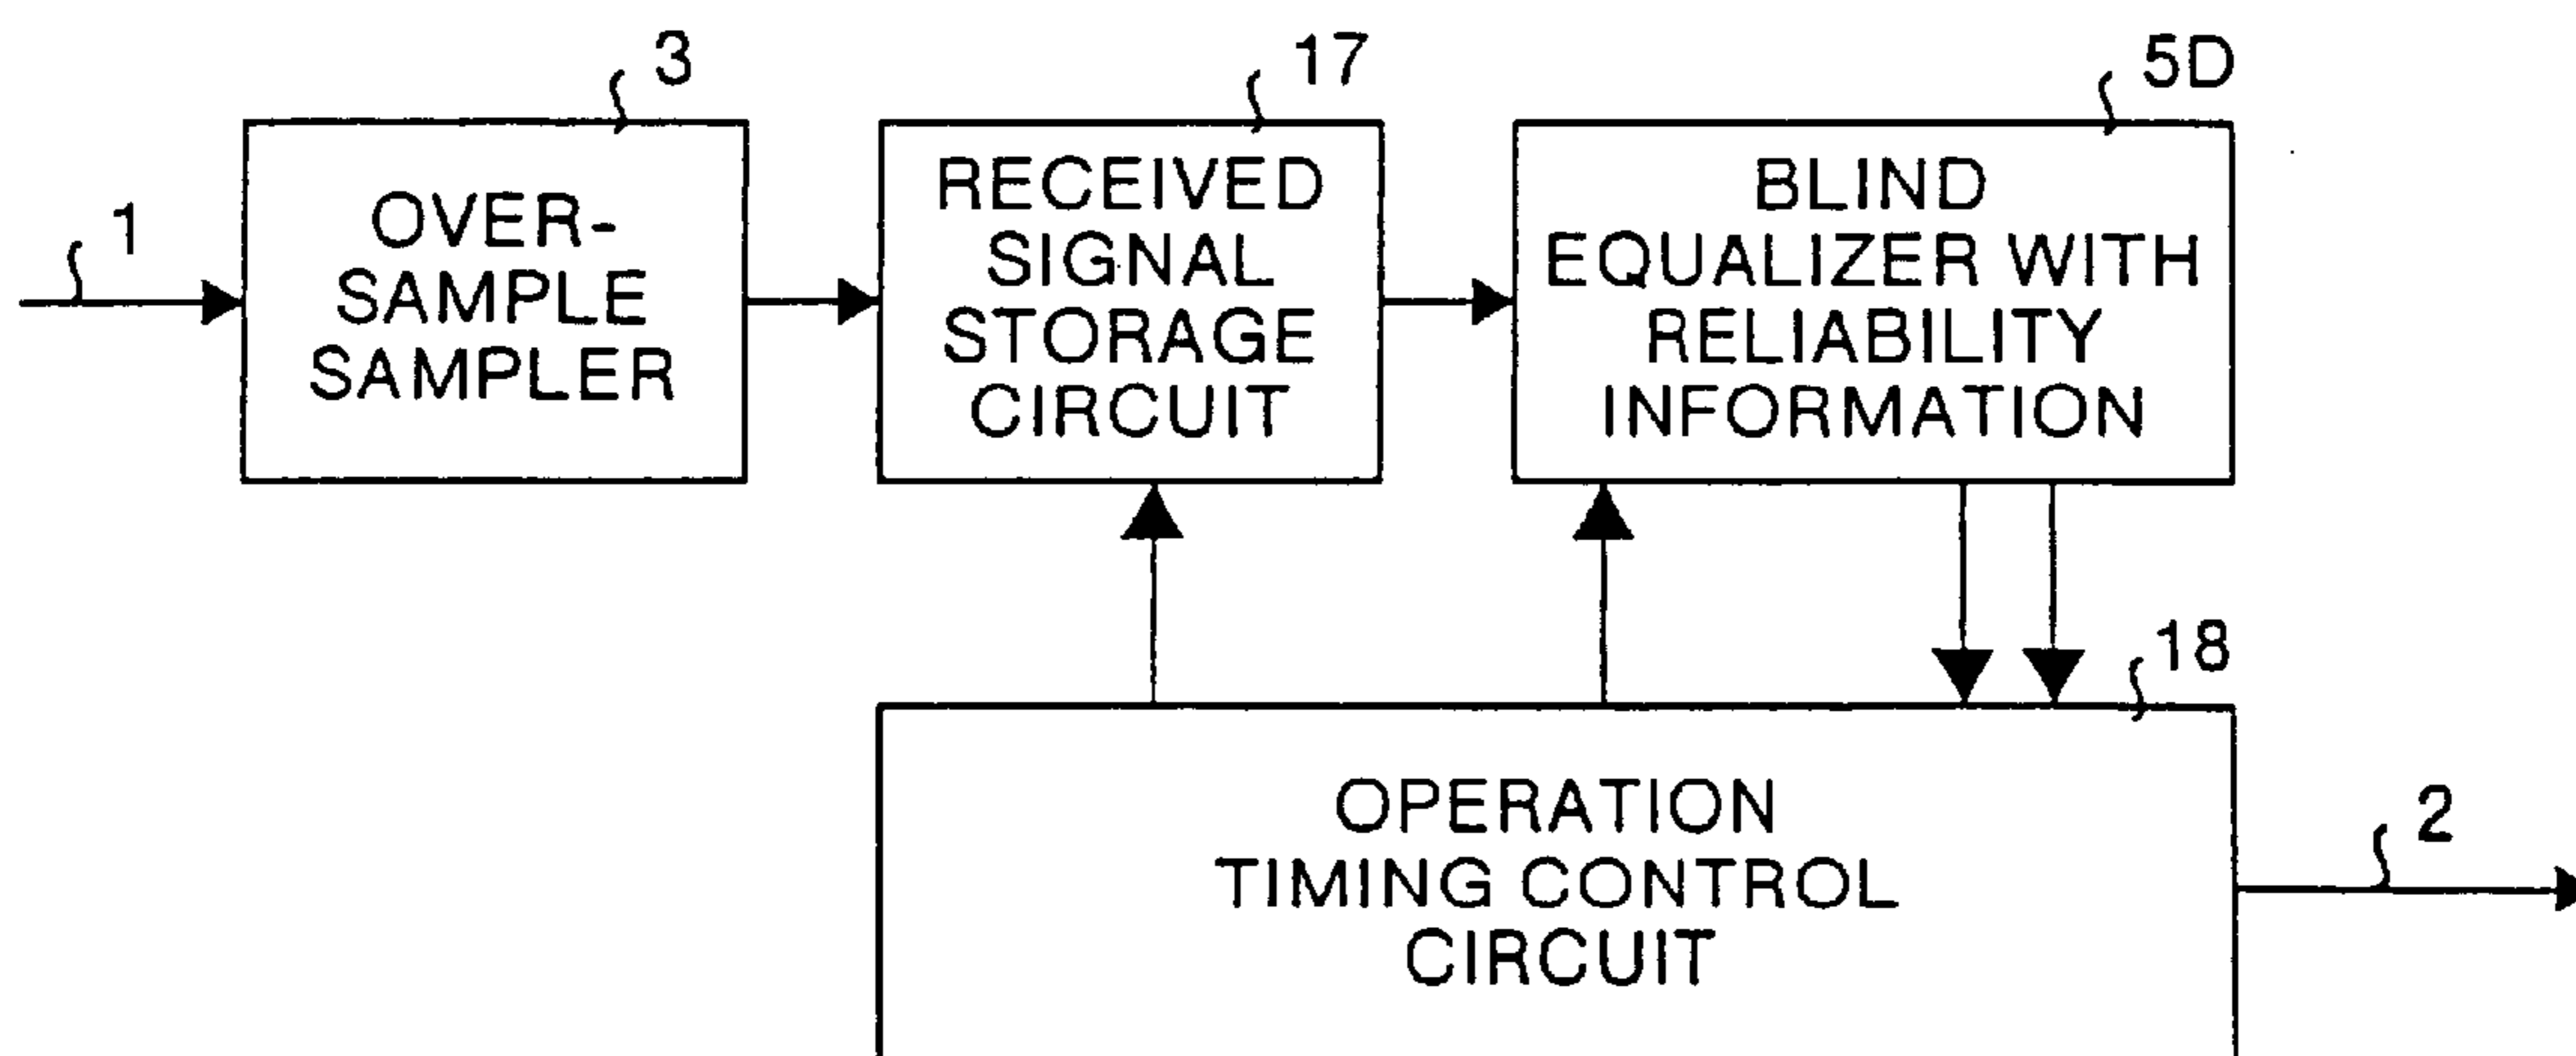 3
17
5D
1
OVER-
SAMPLE
SAMPLER
RECEIVED
SIGNAL
STORAGE
CIRCUIT
BLIND
EQUALIZER WITH
RELIABILITY
INFORMATION
18
OPERATION
TIMING CONTROL
CIRCUIT
2